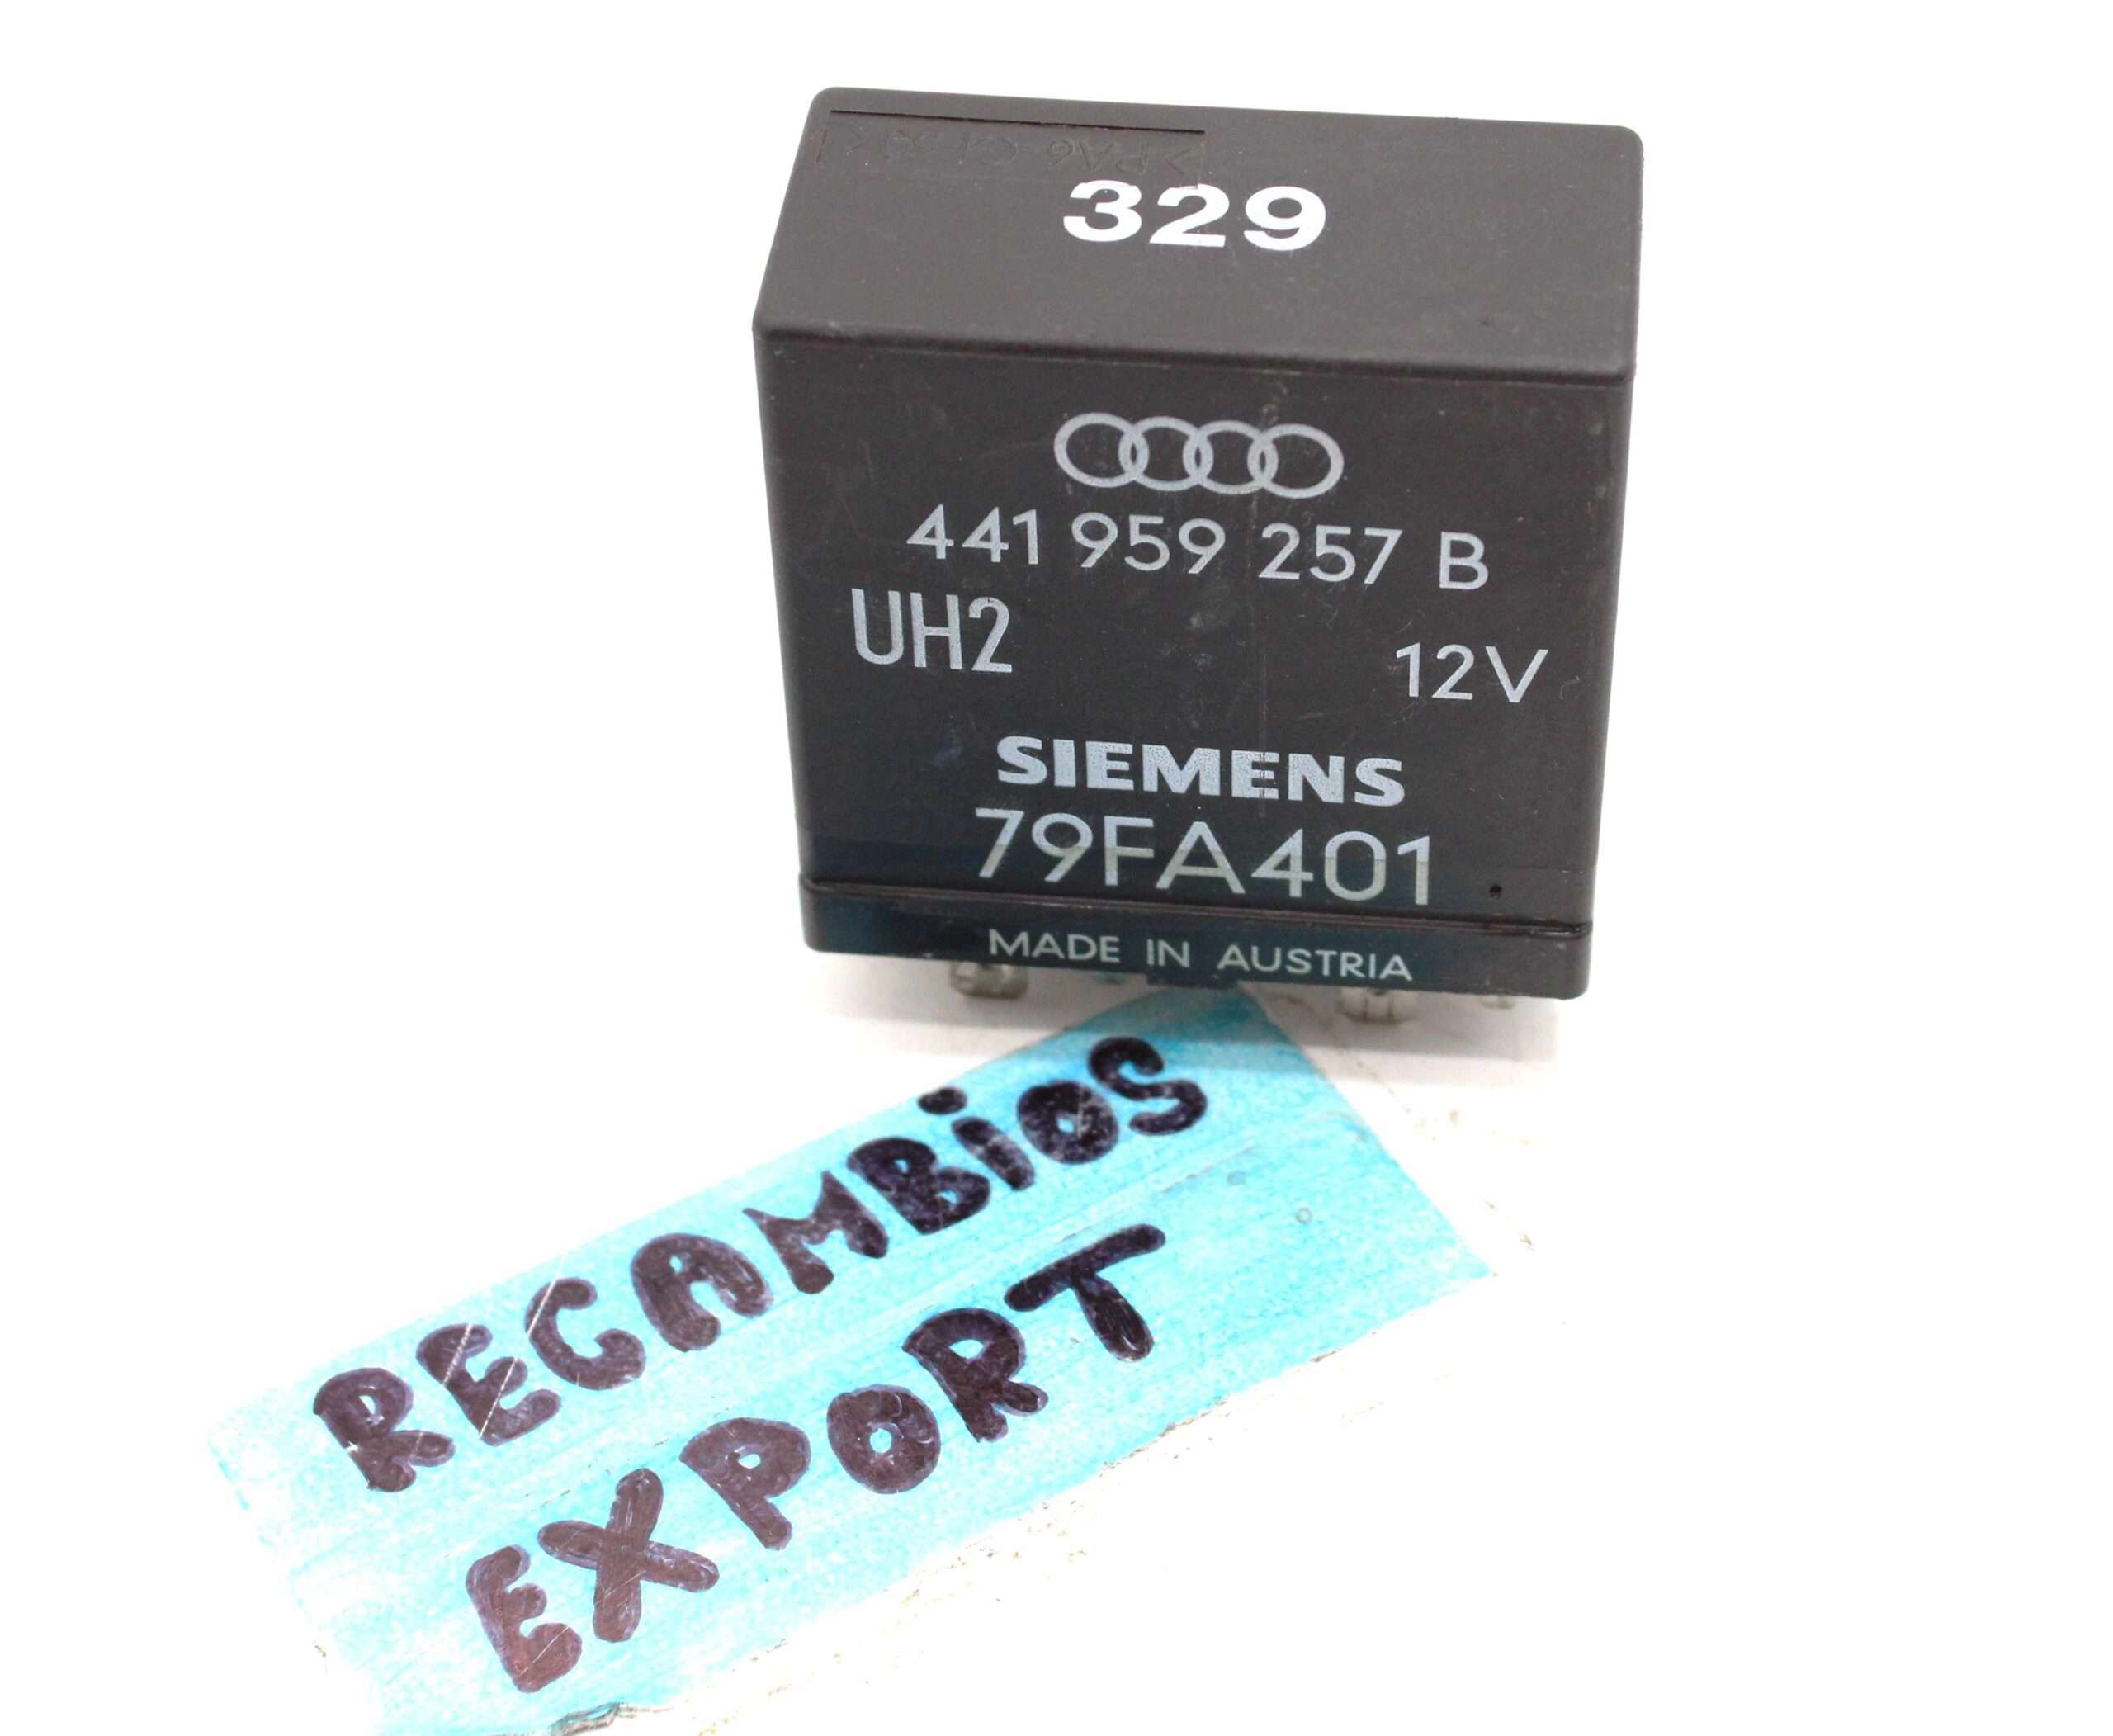 329
441 959 257 B
UH2 12V
SIEMENS
79FA401
MADE IN AUSTRIA
RECAMBiOS
EXPORT